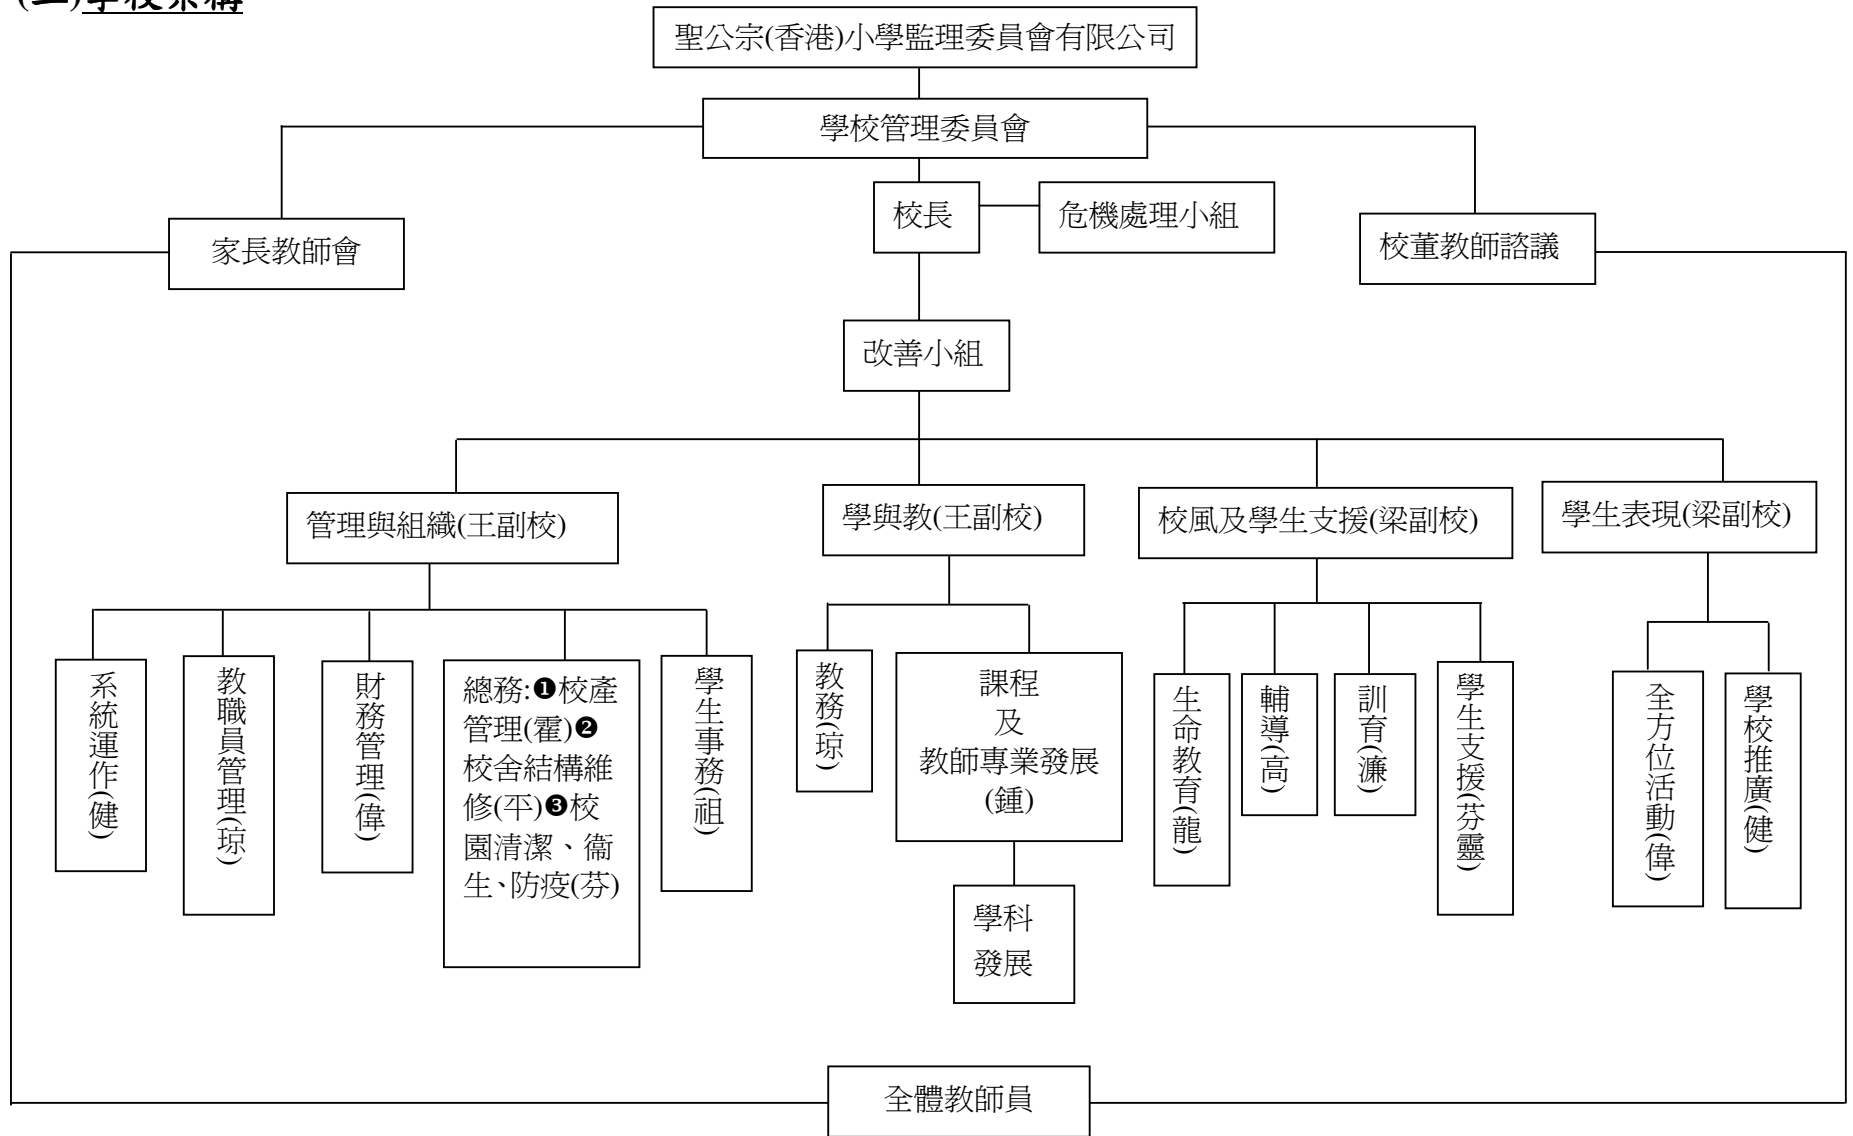 學校架構
聖公宗(香港)小學監理委員會有限公司
學校管理委員會
校長
危機處理小組
家長教師會
校董教師諮議
改善小組
管理與組織(王副校)
學與教(王副校)
校風及學生支援(梁副校)
學生表現(梁副校)
系統運作(健)
教職員管理(琼)
財務管理(偉)
總務:❶校產
管理(霍)❷
校舍結構維
修(平)❸校
園清潔、衞
生、防疫(芬)
學生事務(祖)
教務(琼)
課程
及
教師專業發展
(鍾)
學科
發展
生命教育(龍)
輔導(高)
訓育(濂)
學生支援(芬靈)
全方位活動(偉)
學校推廣(健)
全體教師員